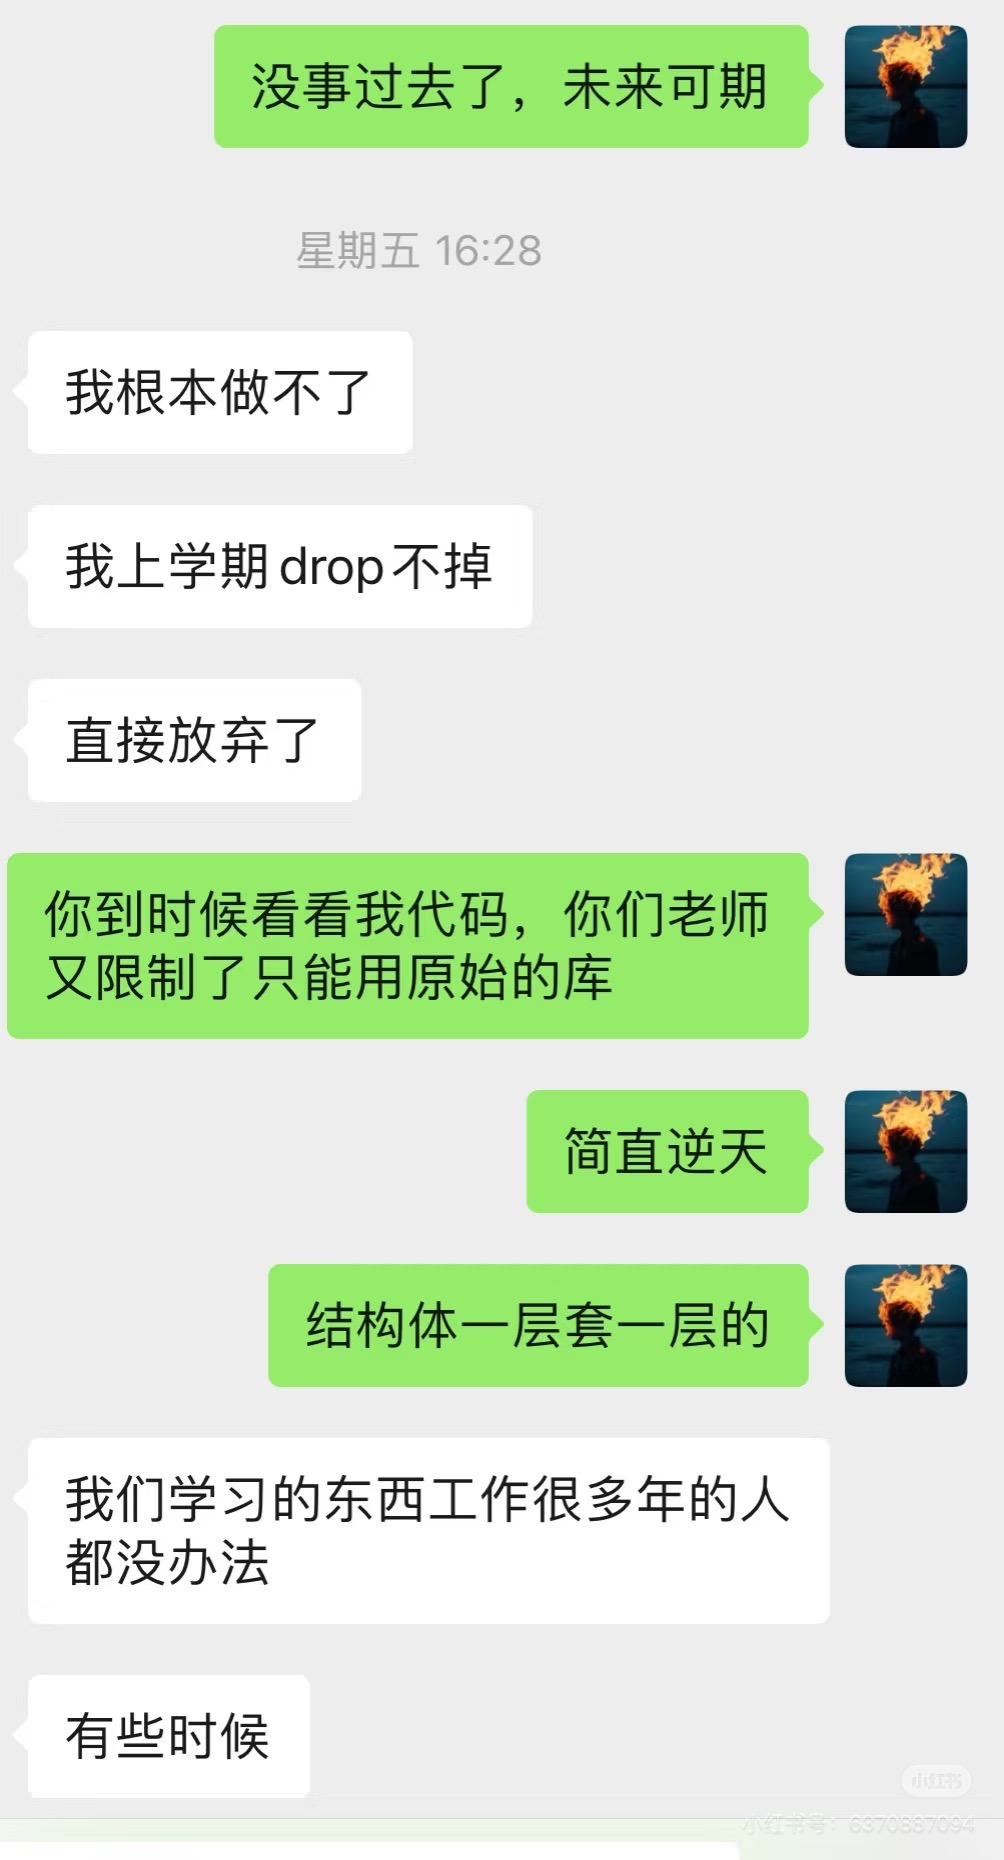 没事过去了，未来可期
星期五 16:28
我根本做不了
我上学期drop不掉
直接放弃了
你到时候看看我代码，你们老师
又限制了只能用原始的库
简直逆天
结构体一层套一层的
我们学习的东西工作很多年的人
都没办法
有些时候
小红书
小红书号：6370887094